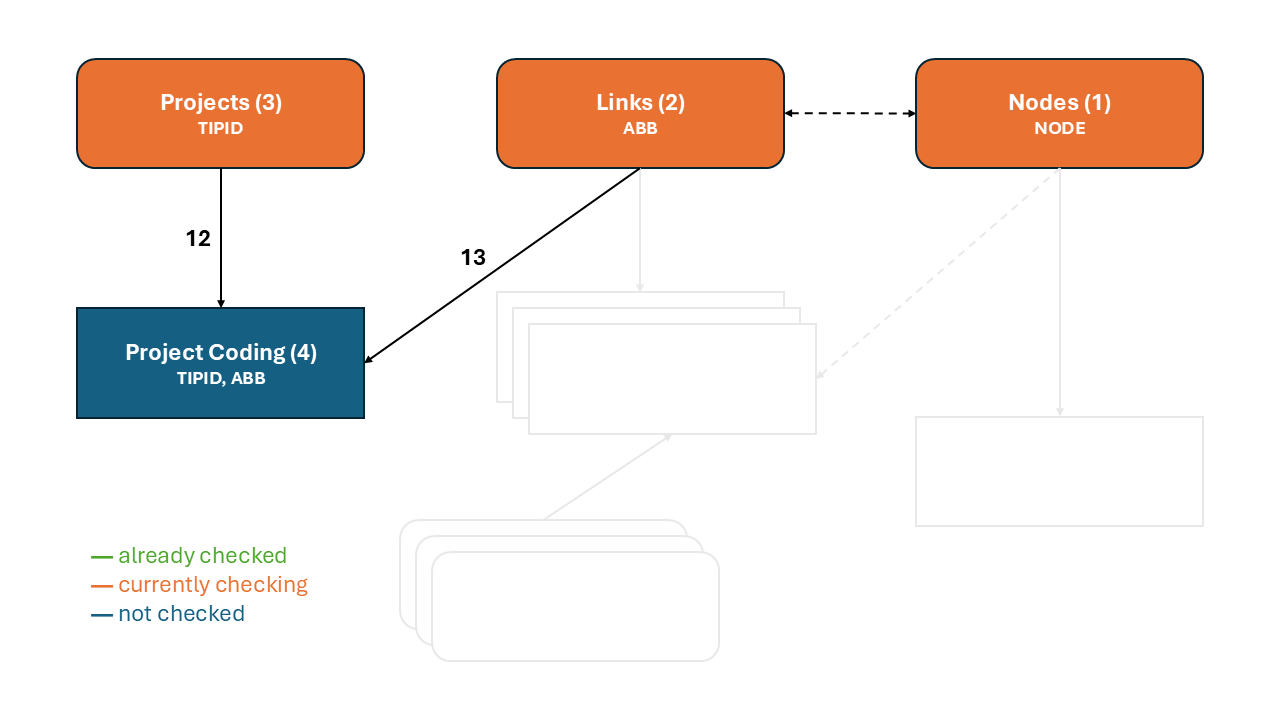 Projects (3)
TIPID
Links (2)
ABB
Nodes (1)
NODE
12
13
Project Coding (4)
TIPID, ABB
— already checked
— currently checking
— not checked